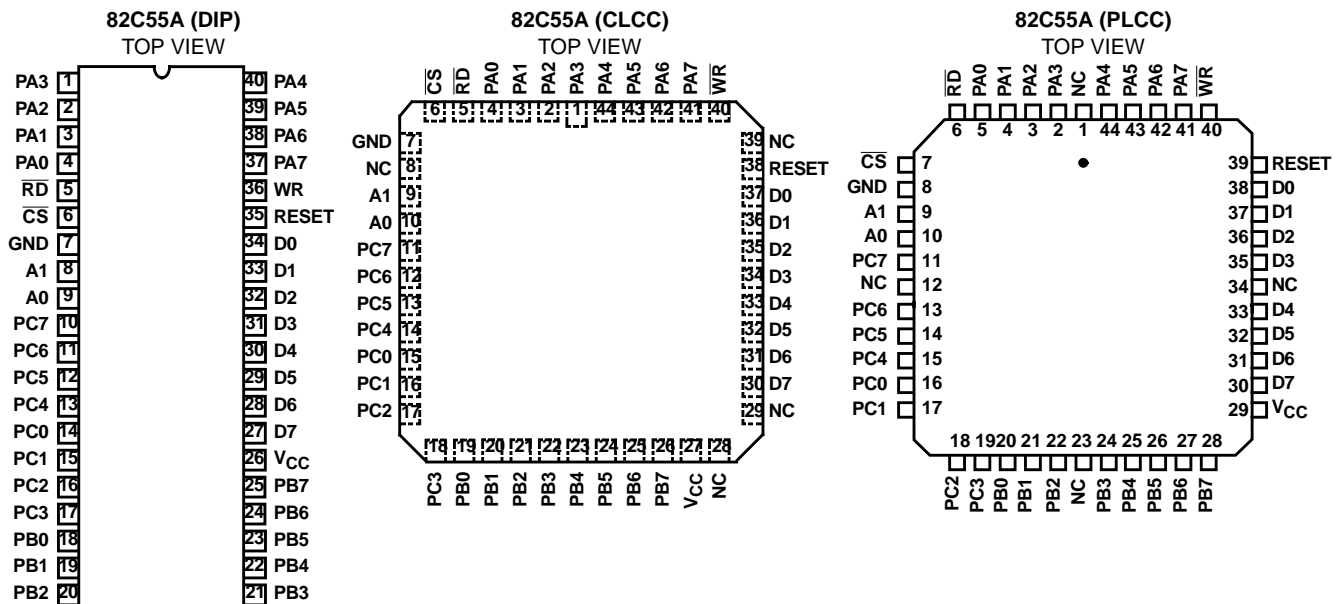 82C55A (DIP)
TOP VIEW
PA3 1 40 PA4
PA2 2 39 PA5
PA1 3 38 PA6
PA0 4 37 PA7
RD 5 36 WR
CS 6 35 RESET
GND 7 34 D0
A1 8 33 D1
A0 9 32 D2
PC7 10 31 D3
PC6 11 30 D4
PC5 12 29 D5
PC4 13 28 D6
PC0 14 27 D7
PC1 15 26 VCC
PC2 16 25 PB7
PC3 17 24 PB6
PB0 18 23 PB5
PB1 19 22 PB4
PB2 20 21 PB3
82C55A (CLCC)
TOP VIEW
CS RD PA0 PA1 PA2 PA3 PA4 PA5 PA6 PA7 WR
6 5 4 3 2 1 44 43 42 41 40
GND 7 39 NC
NC 8 38 RESET
A1 9 37 D0
A0 10 36 D1
PC7 11 35 D2
PC6 12 34 D3
PC5 13 33 D4
PC4 14 32 D5
PC0 15 31 D6
PC1 16 30 D7
PC2 17 29 NC
18 19 20 21 22 23 24 25 26 27 28
PC3 PB0 PB1 PB2 PB3 PB4 PB5 PB6 PB7 VCC NC
82C55A (PLCC)
TOP VIEW
RD PA0 PA1 PA2 PA3 NC PA4 PA5 PA6 PA7 WR
6 5 4 3 2 1 44 43 42 41 40
CS 7 39 RESET
GND 8 38 D0
A1 9 37 D1
A0 10 36 D2
PC7 11 35 D3
NC 12 34 NC
PC6 13 33 D4
PC5 14 32 D5
PC4 15 31 D6
PC0 16 30 D7
PC1 17 29 VCC
18 19 20 21 22 23 24 25 26 27 28
PC2 PC3 PB0 PB1 PB2 NC PB3 PB4 PB5 PB6 PB7